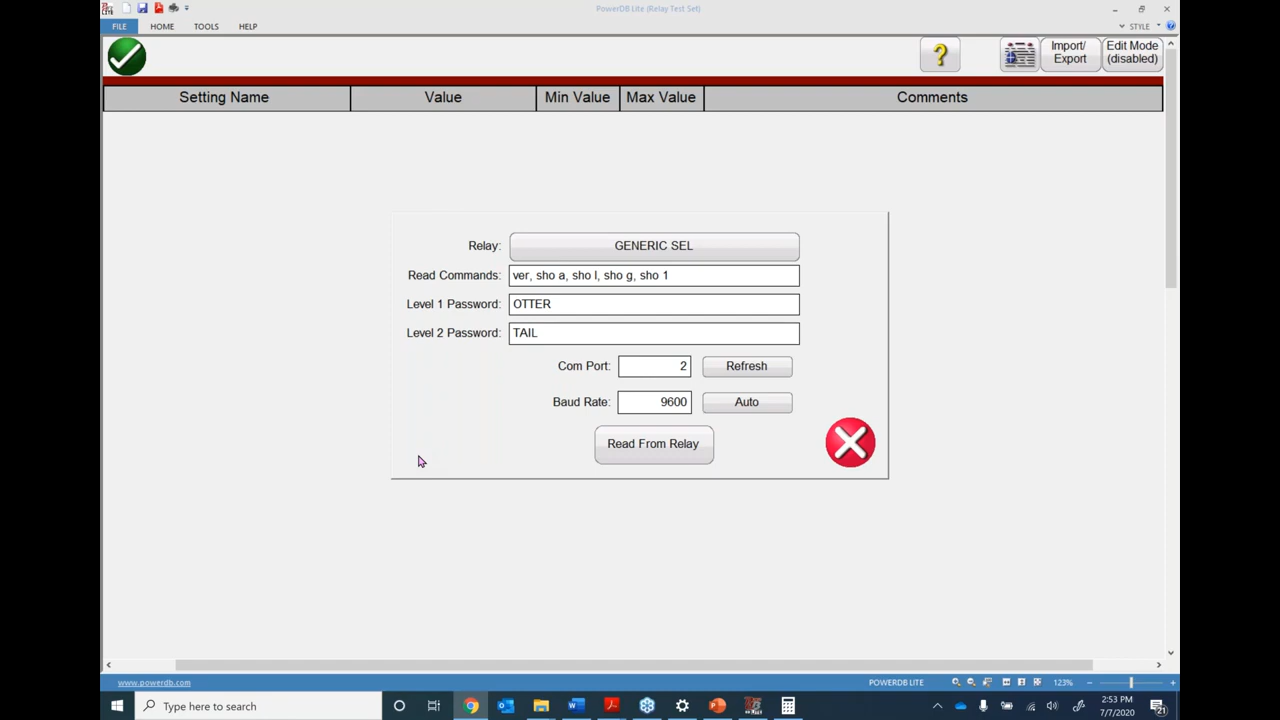 PowerDB Lite (Relay Test Set)
FILE HOME TOOLS HELP STYLE
? Import/ Export Edit Mode (disabled)
Setting Name Value Min Value Max Value Comments
Relay: GENERIC SEL
Read Commands: ver, sho a, sho l, sho g, sho 1
Level 1 Password: OTTER
Level 2 Password: TAIL
Com Port: 2 Refresh
Baud Rate: 9600 Auto
Read From Relay
www.powerdb.com POWERDB LITE 123%
Type here to search 2:53 PM
7/7/2020 21